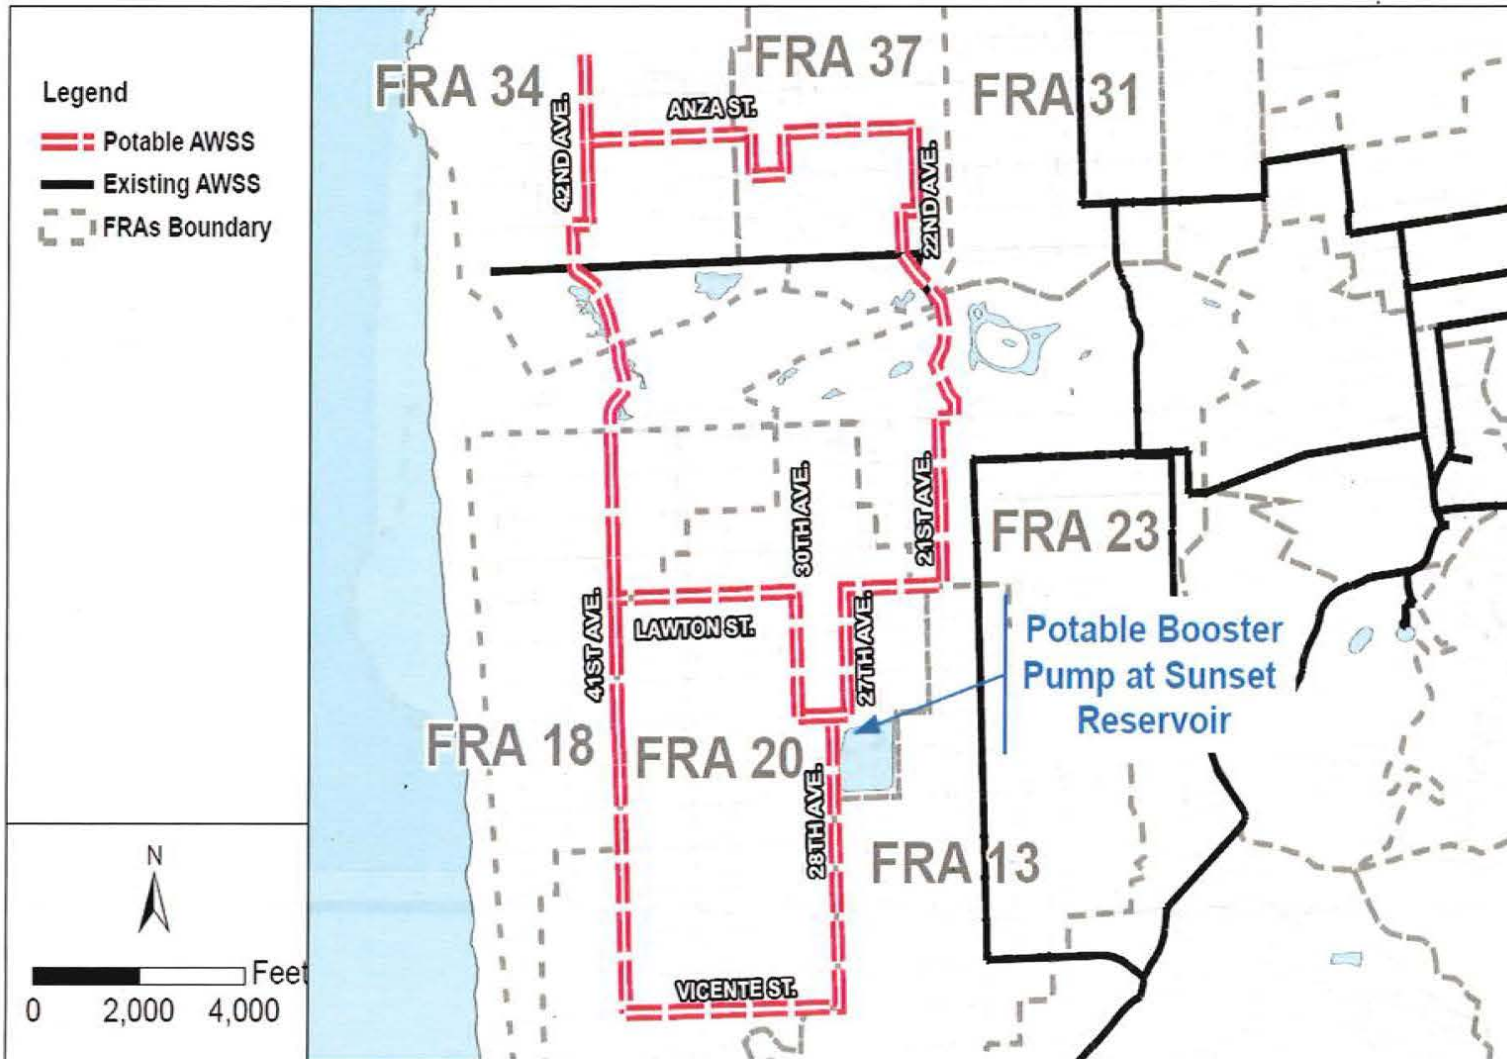 Legend
Potable AWSS
Existing AWSS
FRAs Boundary
N
Feet
0 2,000 4,000
FRA 34
FRA 37
FRA 31
ANZA ST.
42ND AVE.
22ND AVE.
30TH AVE.
21ST AVE.
FRA 23
41ST AVE.
LAWTON ST.
27TH AVE.
Potable Booster
Pump at Sunset
Reservoir
FRA 18
FRA 20
28TH AVE.
FRA 13
VICENTE ST.